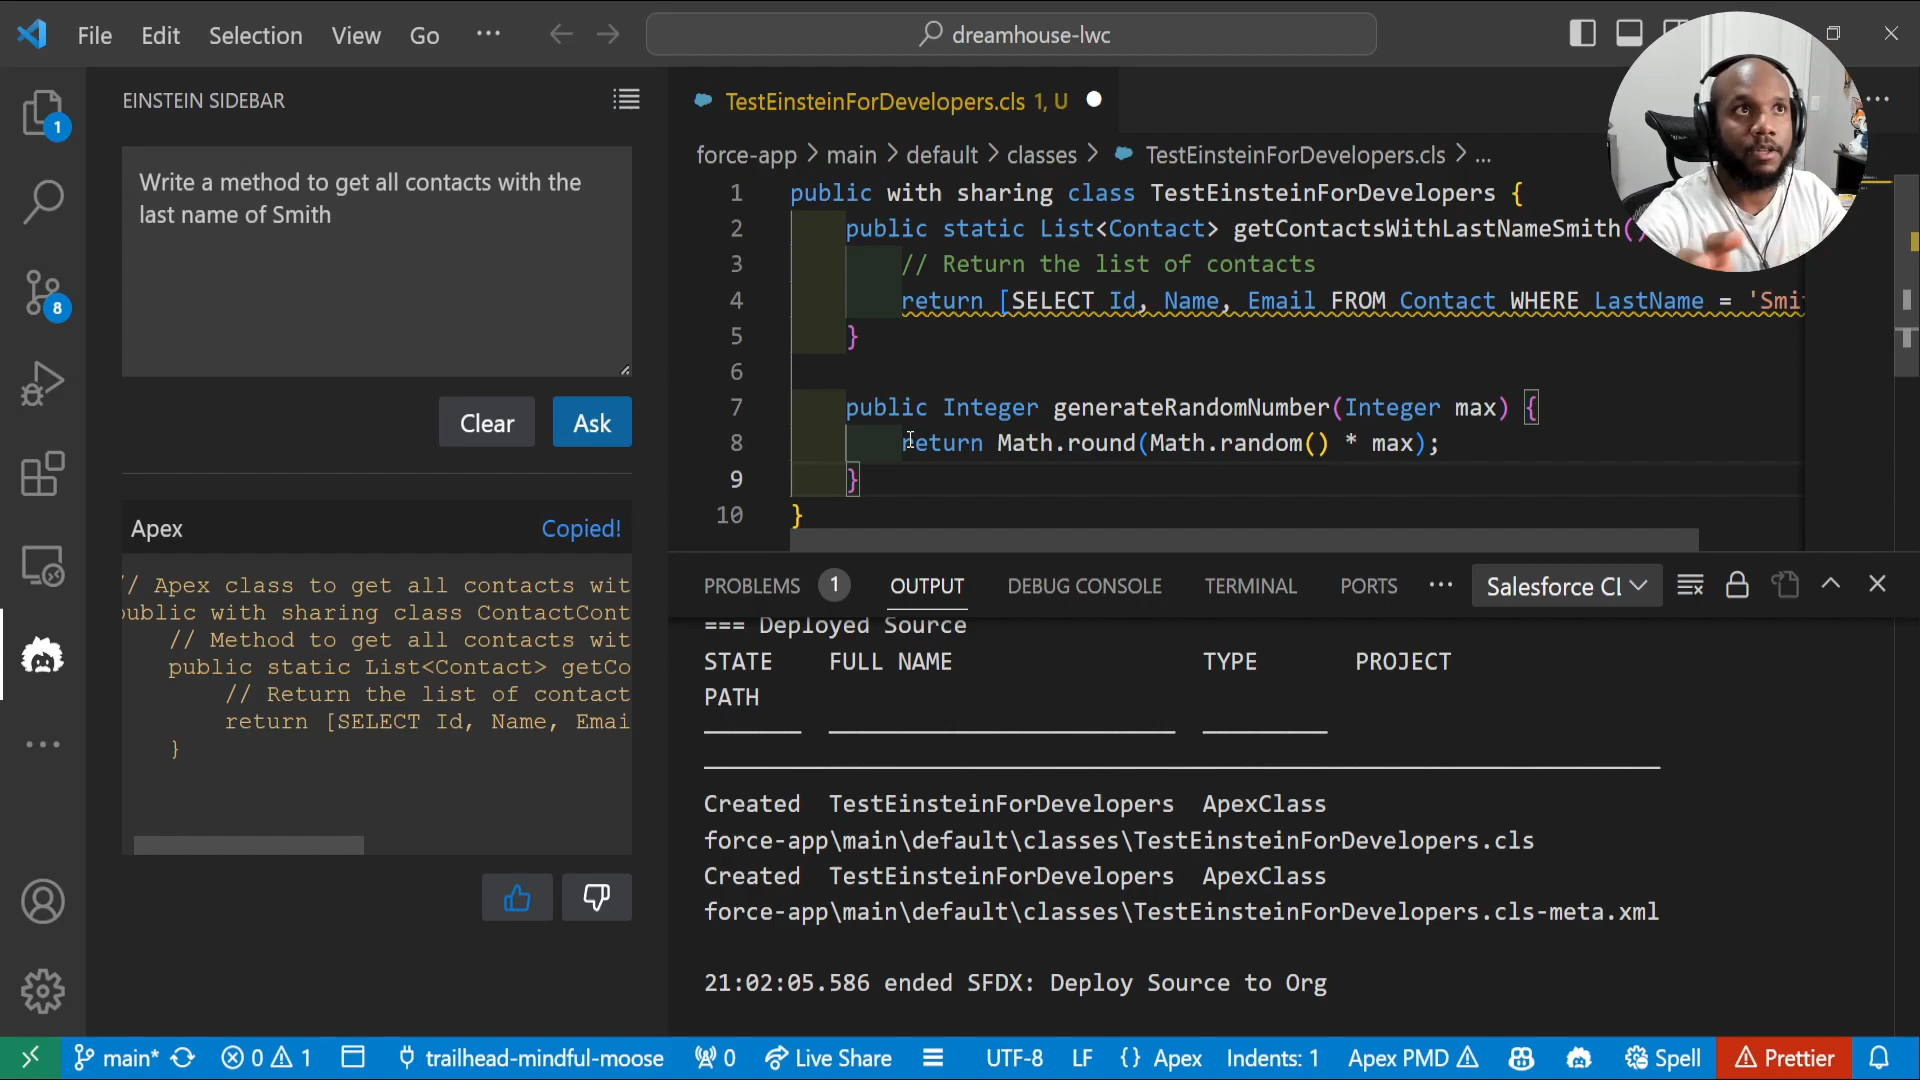 File Edit Selection View Go ...
dreamhouse-lwc
EINSTEIN SIDEBAR
Write a method to get all contacts with the
last name of Smith
Clear
Ask
Apex
Copied!
// Apex class to get all contacts wit
public with sharing class ContactCont
// Method to get all contacts wit
public static List<Contact> getCo
// Return the list of contact
return [SELECT Id, Name, Emai
}
1
8
TestEinsteinForDevelopers.cls 1, U
force-app > main > default > classes > TestEinsteinForDevelopers.cls > ...
1 public with sharing class TestEinsteinForDevelopers {
2 public static List<Contact> getContactsWithLastNameSmith()
3 // Return the list of contacts
4 return [SELECT Id, Name, Email FROM Contact WHERE LastName = 'Smi
5 }
6
7 public Integer generateRandomNumber(Integer max) {
8 return Math.round(Math.random() * max);
9 }
10 }
PROBLEMS 1 OUTPUT DEBUG CONSOLE TERMINAL PORTS ... Salesforce CL
=== Deployed Source
STATE FULL NAME TYPE PROJECT
PATH
Created TestEinsteinForDevelopers ApexClass
force-app\main\default\classes\TestEinsteinForDevelopers.cls
Created TestEinsteinForDevelopers ApexClass
force-app\main\default\classes\TestEinsteinForDevelopers.cls-meta.xml
21:02:05.586 ended SFDX: Deploy Source to Org
main* 0 1 trailhead-mindful-moose 0 Live Share UTF-8 LF {} Apex Indents: 1 Apex PMD Spell Prettier